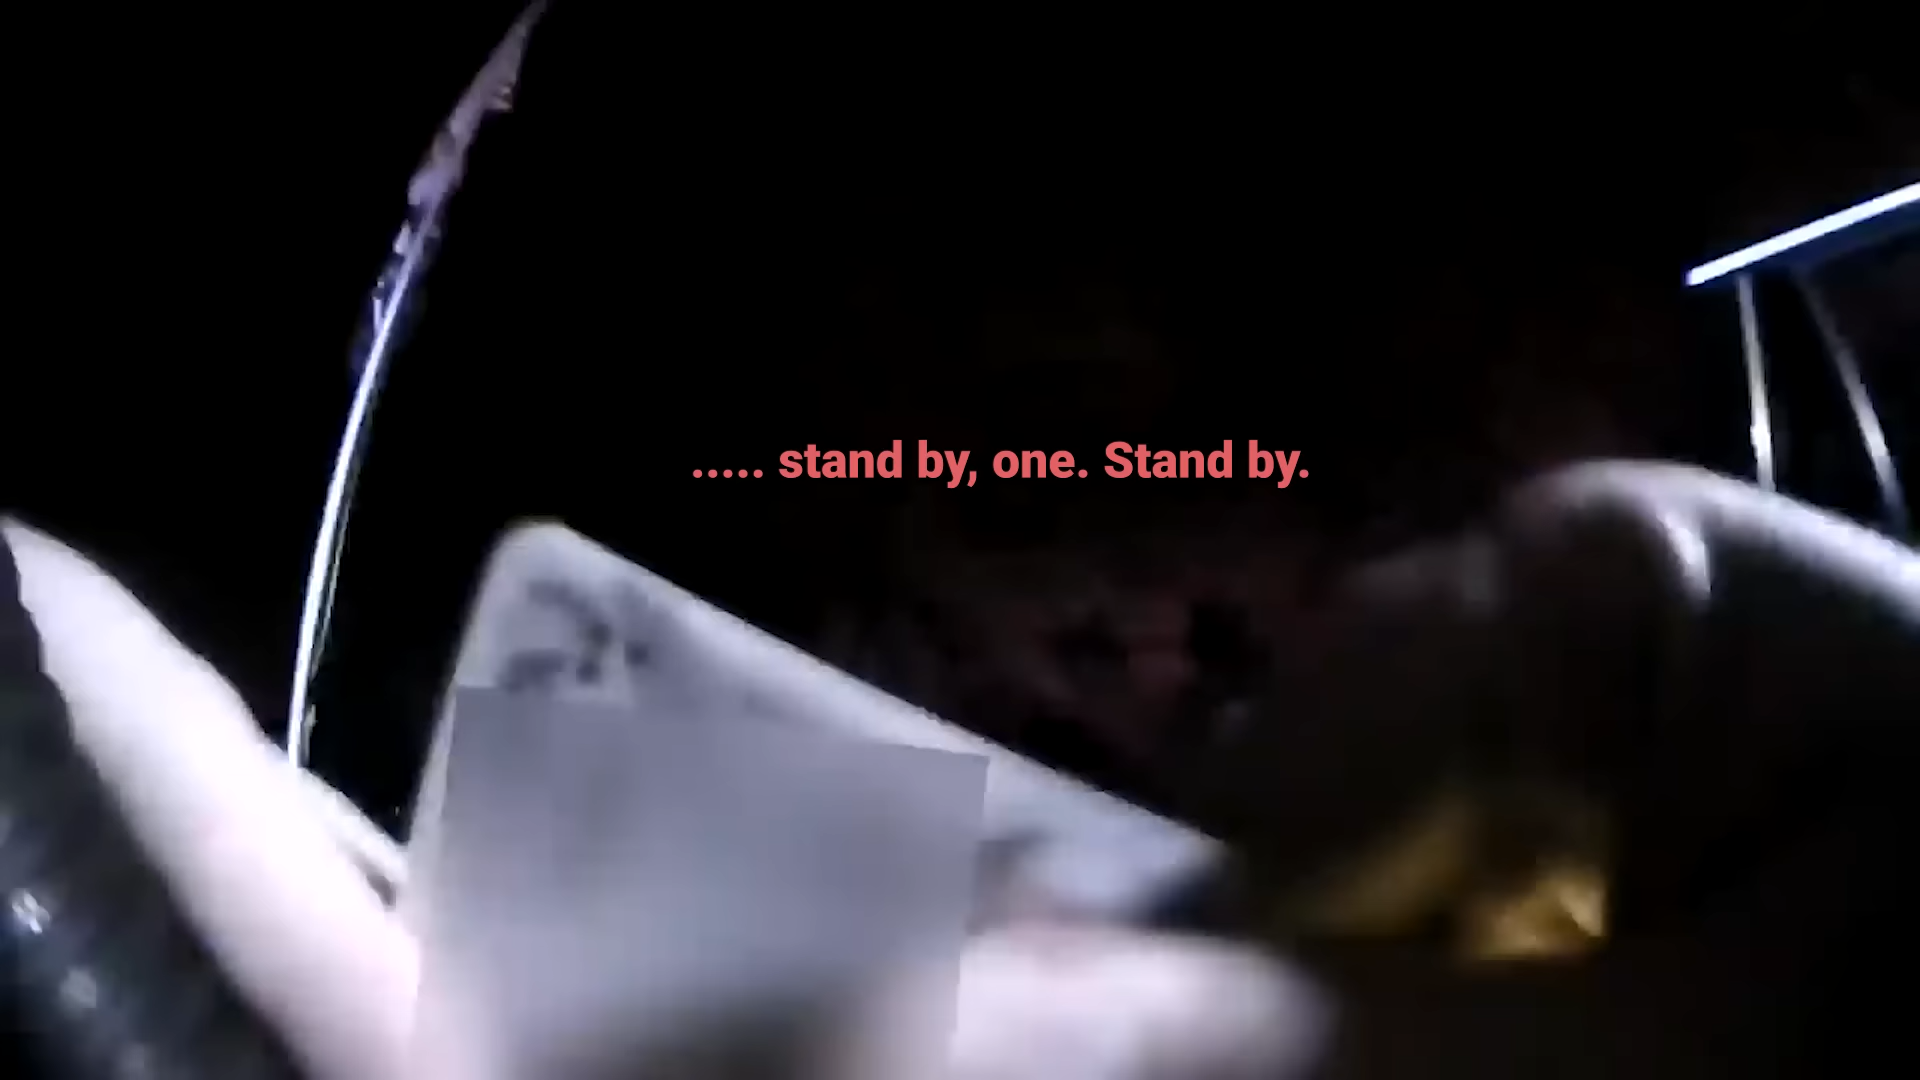 ..... stand by, one. Stand by.